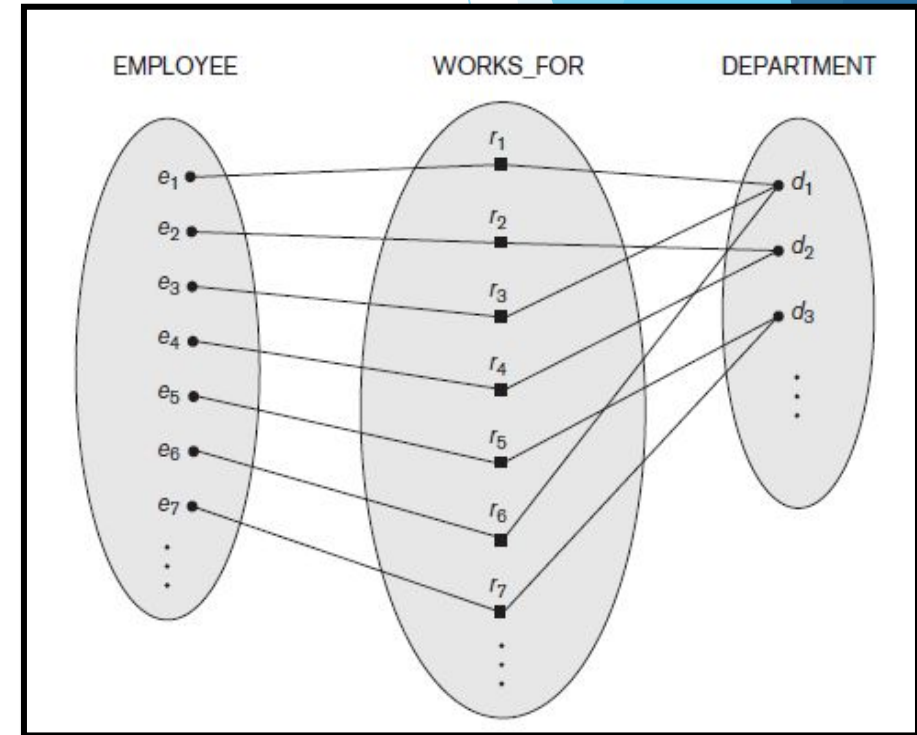 EMPLOYEE WORKS_FOR DEPARTMENT
r1
e1 d1
r2
e2 d2
e3 r3
d3
e4 r4
e5 r5
e6 r6
e7 r7